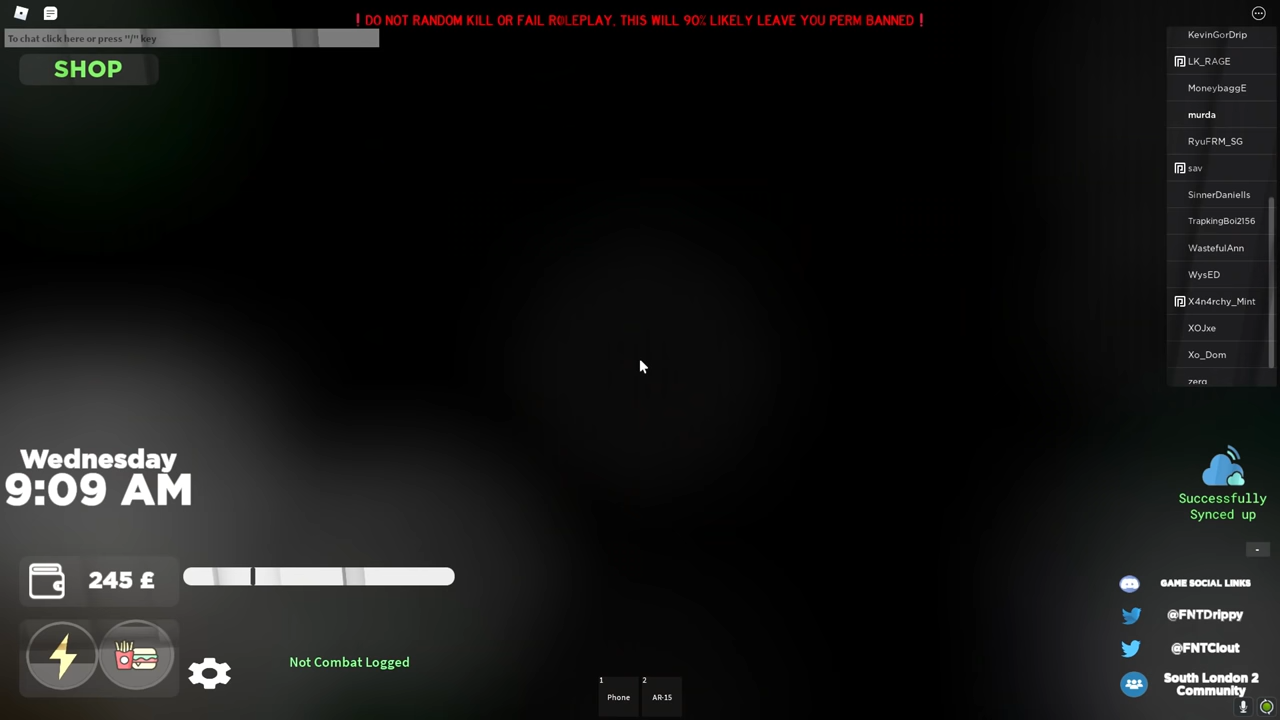 ❗DO NOT RANDOM KILL OR FAIL ROLEPLAY, THIS WILL 90% LIKELY LEAVE YOU PERM BANNED❗
To chat click here or press "/" key
SHOP
KevinGorDrip
LK_RAGE
MoneybaggE
murda
RyuFRM_SG
sav
SinnerDaniells
TrapkingBoi2156
WastefulAnn
WysED
X4n4rchy_Mint
XOJxe
Xo_Dom
zerg
Wednesday
9:09 AM
Successfully
Synced up
-
245 £
GAME SOCIAL LINKS
@FNTDrippy
@FNTClout
South London 2
Community
Not Combat Logged
1
Phone
2
AR-15